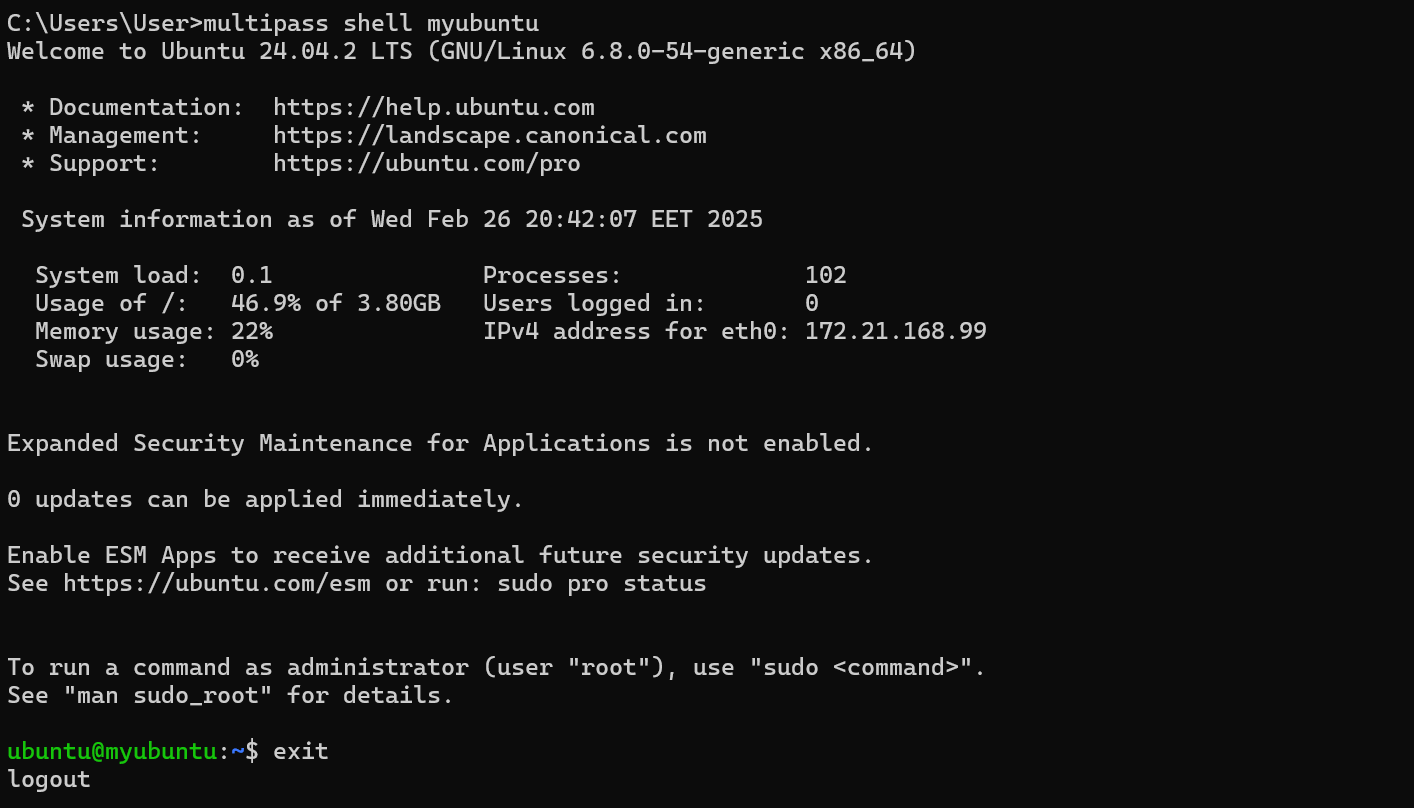 C:\Users\User>multipass shell myubuntu
Welcome to Ubuntu 24.04.2 LTS (GNU/Linux 6.8.0-54-generic x86_64)
* Documentation:  https://help.ubuntu.com
* Management:     https://landscape.canonical.com
* Support:        https://ubuntu.com/pro
System information as of Wed Feb 26 20:42:07 EET 2025
System load:  0.1               Processes:             102
Usage of /:   46.9% of 3.80GB   Users logged in:       0
Memory usage: 22%               IPv4 address for eth0: 172.21.168.99
Swap usage:   0%
Expanded Security Maintenance for Applications is not enabled.
0 updates can be applied immediately.
Enable ESM Apps to receive additional future security updates.
See https://ubuntu.com/esm or run: sudo pro status
To run a command as administrator (user "root"), use "sudo <command>".
See "man sudo_root" for details.
ubuntu@myubuntu:~$ exit
logout